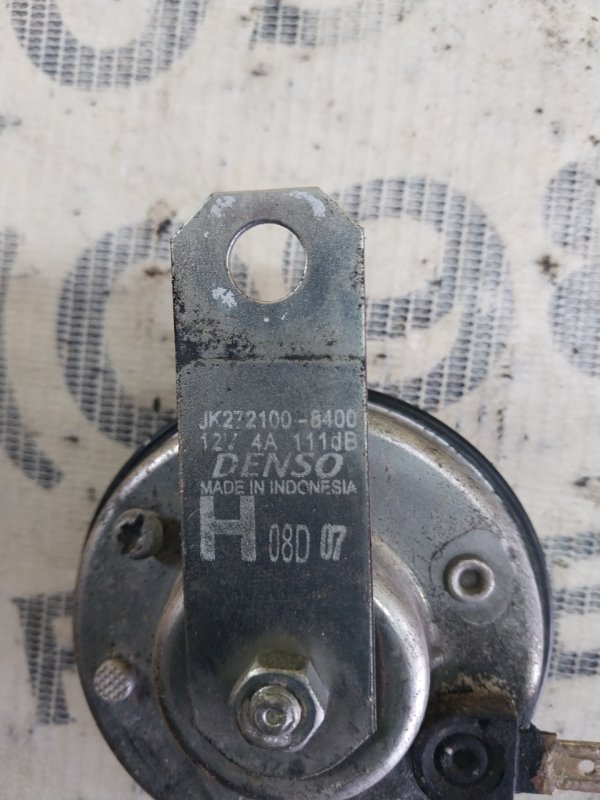 JK272100-8400
12V 4A 111dB
DENSO
MADE IN INDONESIA
H 08D 07